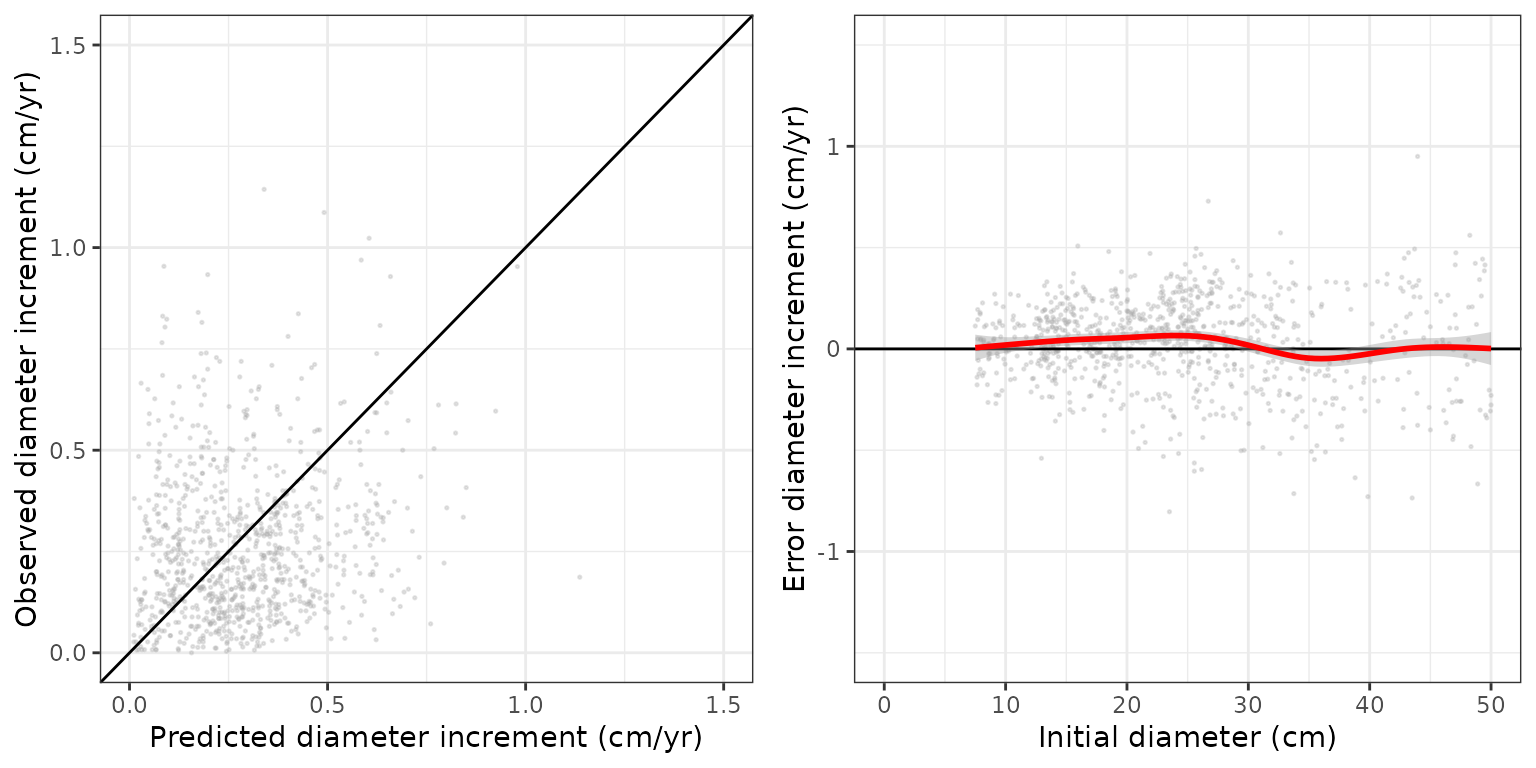 Observed diameter increment (cm/yr)
1.5
1.0
0.5
0.0
0.0 0.5 1.0 1.5
Predicted diameter increment (cm/yr)
Error diameter increment (cm/yr)
1
0
-1
0 10 20 30 40 50
Initial diameter (cm)